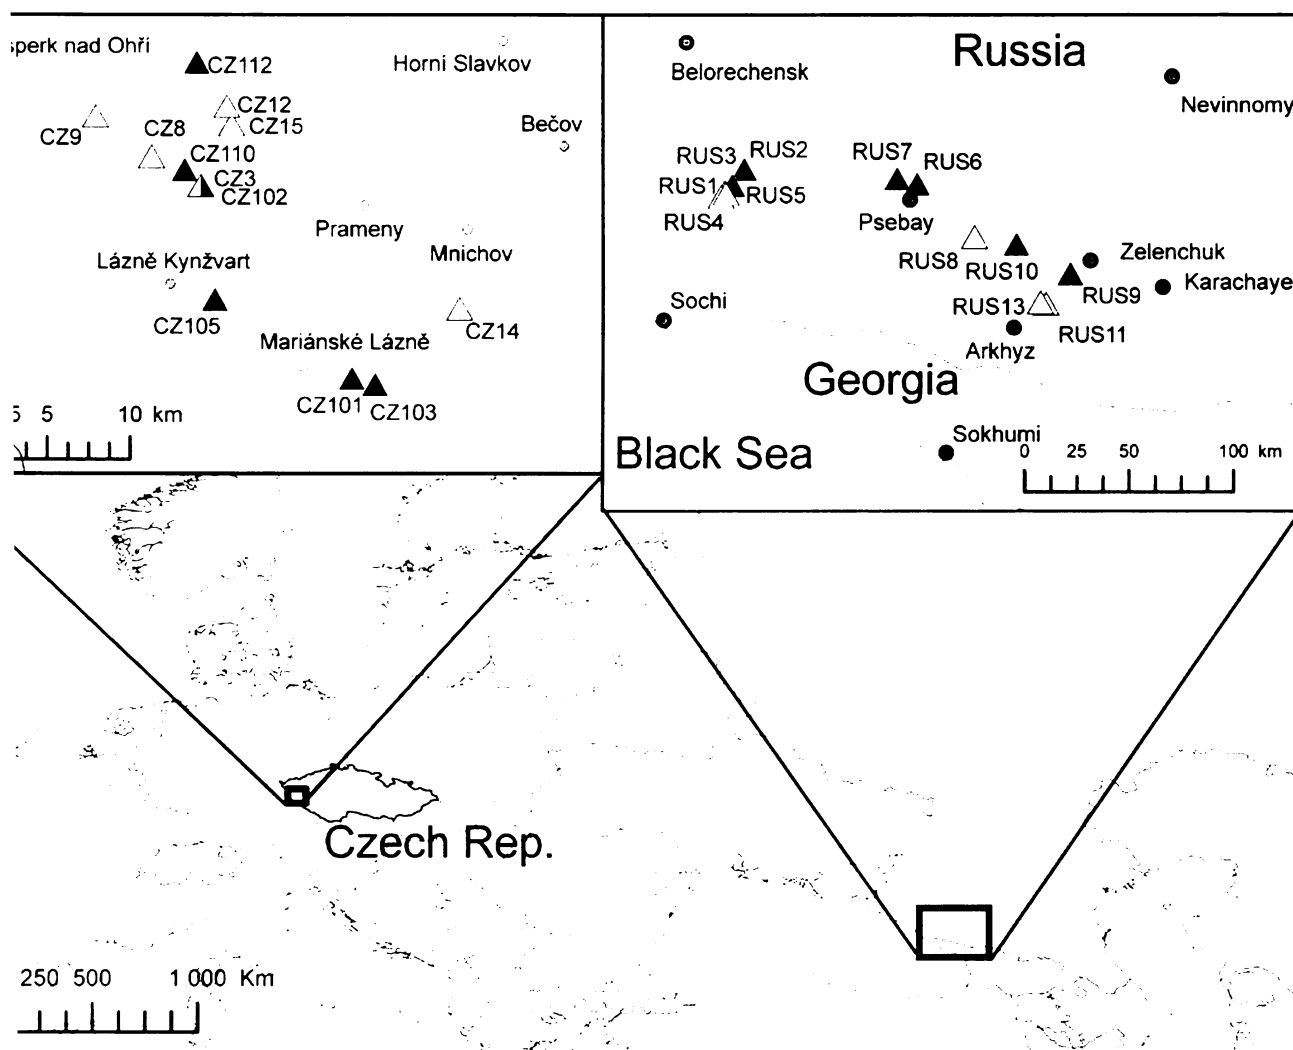 sperk nad Ohří
CZ112
Horní Slavkov
CZ12
CZ9
CZ8
CZ15
Bečov
CZ110
CZ3
CZ102
Prameny
Mnichov
Lázně Kynžvart
CZ105
CZ14
Mariánské Lázně
CZ101
CZ103
5 10 km
Russia
Belorechensk
Nevinnomy
RUS3
RUS2
RUS7
RUS6
RUS1
RUS5
RUS4
Psebay
RUS8
RUS10
Zelenchuk
Karachaye
RUS9
Sochi
RUS13
RUS11
Arkhyz
Georgia
Sokhumi
Black Sea
0 25 50 100 km
Czech Rep.
250 500 1 000 Km